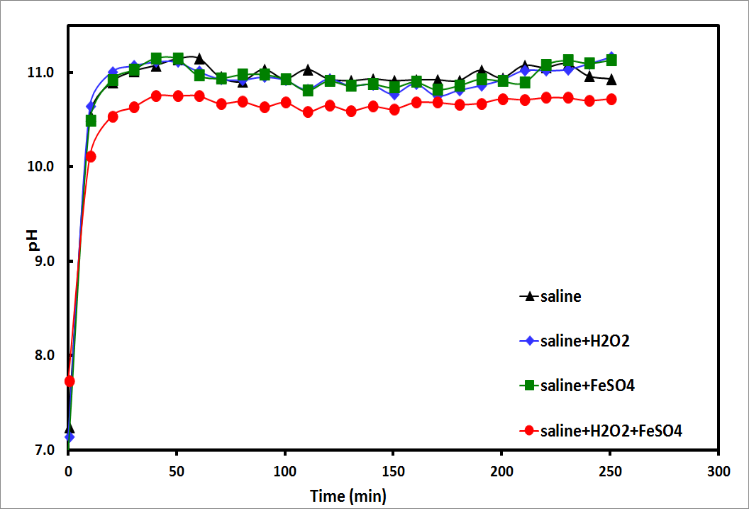 11.0
10.0
9.0
8.0
7.0
pH
saline
saline+H2O2
saline+FeSO4
saline+H2O2+FeSO4
0 50 100 150 200 250 300
Time (min)